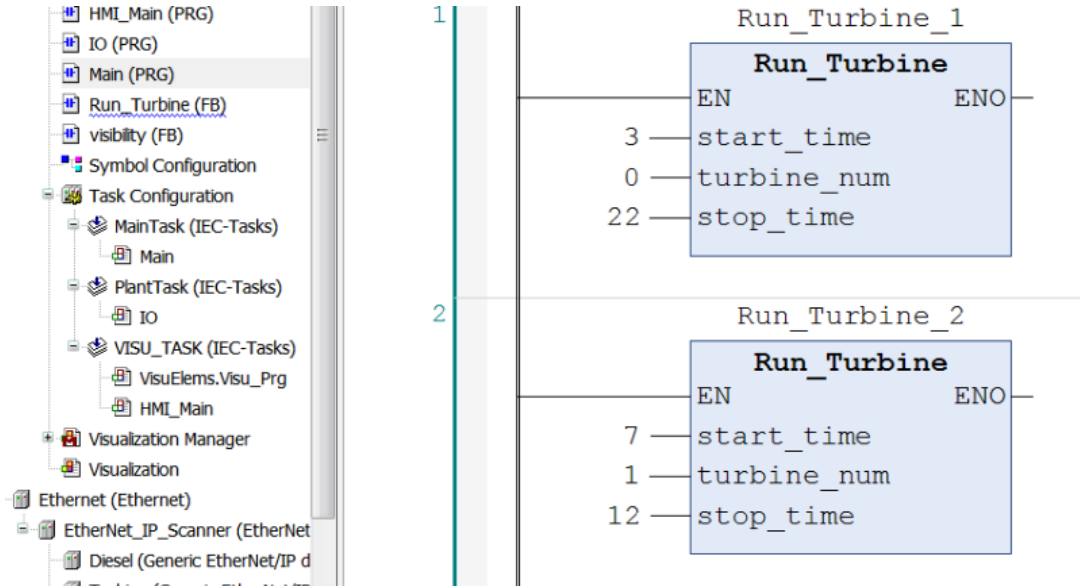 HMI_Main (PRG)
IO (PRG)
Main (PRG)
Run_Turbine (FB)
visibility (FB)
Symbol Configuration
Task Configuration
MainTask (IEC-Tasks)
Main
PlantTask (IEC-Tasks)
IO
VISU_TASK (IEC-Tasks)
VisuElems.Visu_Prg
HMI_Main
Visualization Manager
Visualization
Ethernet (Ethernet)
EtherNet_IP_Scanner (EtherNet
Diesel (Generic EtherNet/IP d
1
Run_Turbine_1
Run_Turbine
EN ENO
3 start_time
0 turbine_num
22 stop_time
2
Run_Turbine_2
Run_Turbine
EN ENO
7 start_time
1 turbine_num
12 stop_time